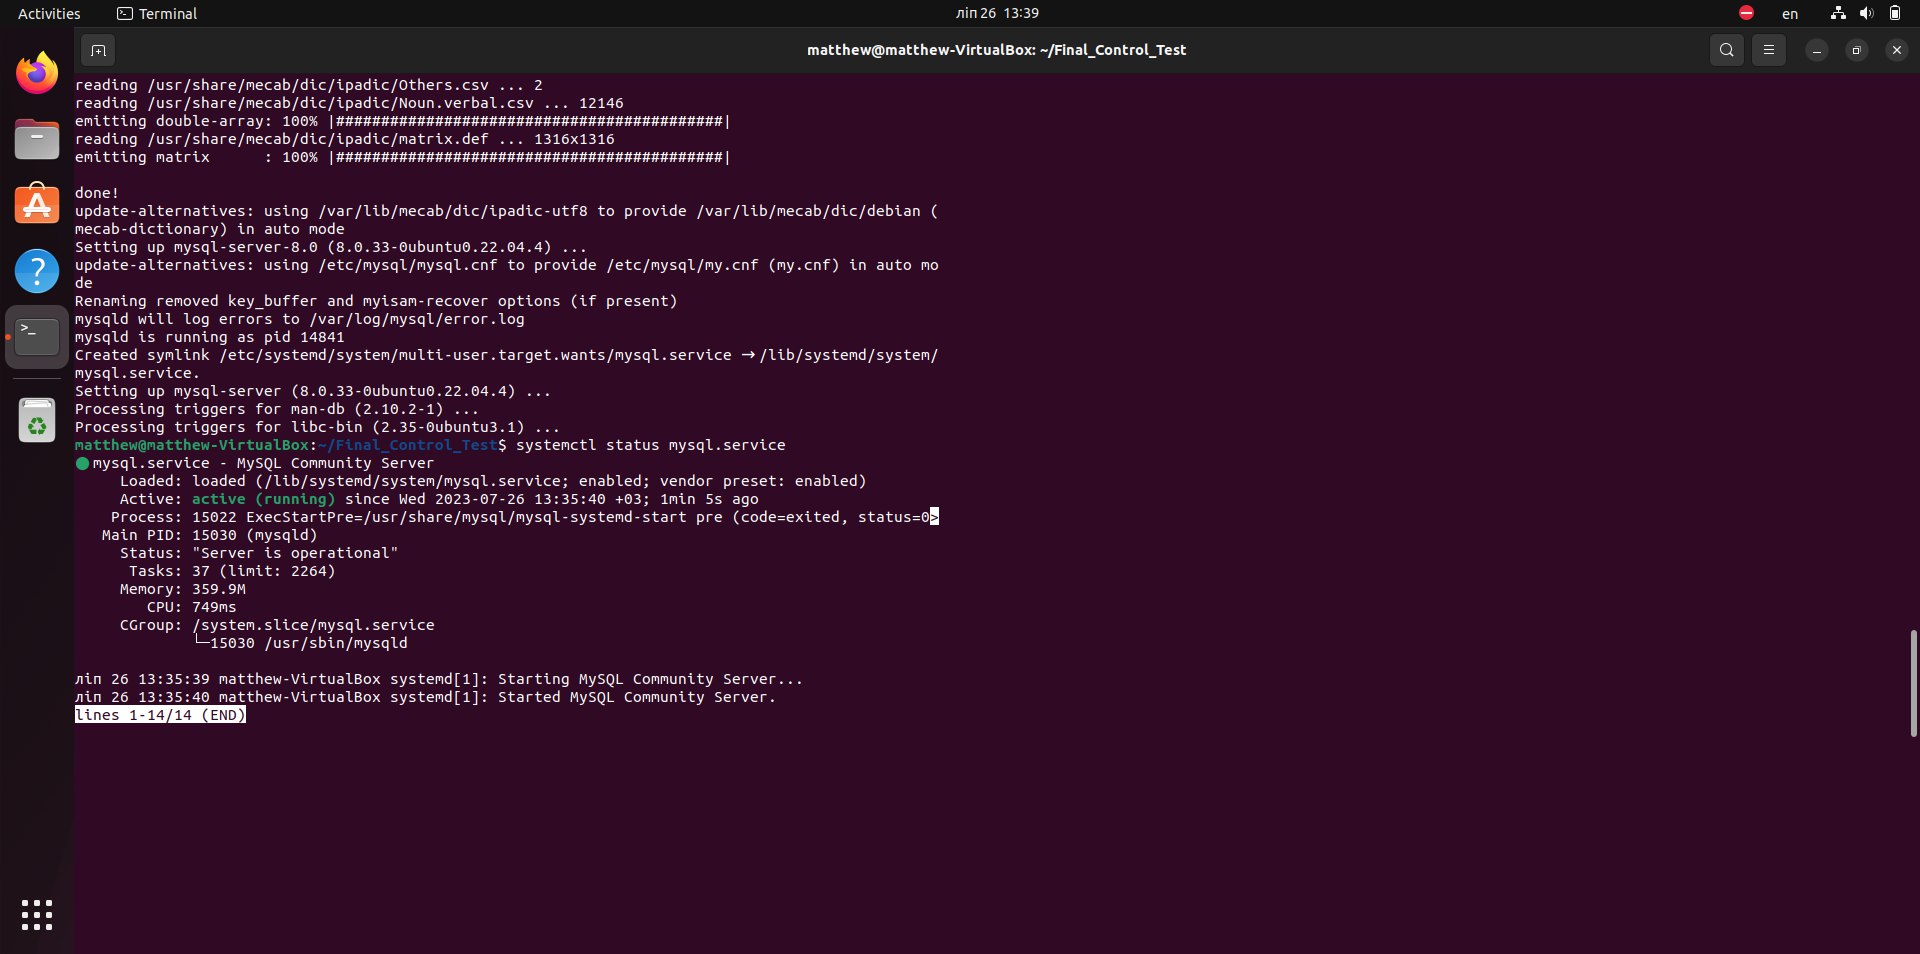 Activities Terminal ліп 26 13:39 en
matthew@matthew-VirtualBox: ~/Final_Control_Test
reading /usr/share/mecab/dic/ipadic/Others.csv ... 2
reading /usr/share/mecab/dic/ipadic/Noun.verbal.csv ... 12146
emitting double-array: 100% |###########################################|
reading /usr/share/mecab/dic/ipadic/matrix.def ... 1316x1316
emitting matrix      : 100% |###########################################|
done!
update-alternatives: using /var/lib/mecab/dic/ipadic-utf8 to provide /var/lib/mecab/dic/debian (
mecab-dictionary) in auto mode
Setting up mysql-server-8.0 (8.0.33-0ubuntu0.22.04.4) ...
update-alternatives: using /etc/mysql/mysql.cnf to provide /etc/mysql/my.cnf (my.cnf) in auto mo
de
Renaming removed key_buffer and myisam-recover options (if present)
mysqld will log errors to /var/log/mysql/error.log
mysqld is running as pid 14841
Created symlink /etc/systemd/system/multi-user.target.wants/mysql.service → /lib/systemd/system/
mysql.service.
Setting up mysql-server (8.0.33-0ubuntu0.22.04.4) ...
Processing triggers for man-db (2.10.2-1) ...
Processing triggers for libc-bin (2.35-0ubuntu3.1) ...
matthew@matthew-VirtualBox:~/Final_Control_Test$ systemctl status mysql.service
● mysql.service - MySQL Community Server
     Loaded: loaded (/lib/systemd/system/mysql.service; enabled; vendor preset: enabled)
     Active: active (running) since Wed 2023-07-26 13:35:40 +03; 1min 5s ago
    Process: 15022 ExecStartPre=/usr/share/mysql/mysql-systemd-start pre (code=exited, status=0>
   Main PID: 15030 (mysqld)
     Status: "Server is operational"
      Tasks: 37 (limit: 2264)
     Memory: 359.9M
        CPU: 749ms
     CGroup: /system.slice/mysql.service
             └─15030 /usr/sbin/mysqld
ліп 26 13:35:39 matthew-VirtualBox systemd[1]: Starting MySQL Community Server...
ліп 26 13:35:40 matthew-VirtualBox systemd[1]: Started MySQL Community Server.
lines 1-14/14 (END)